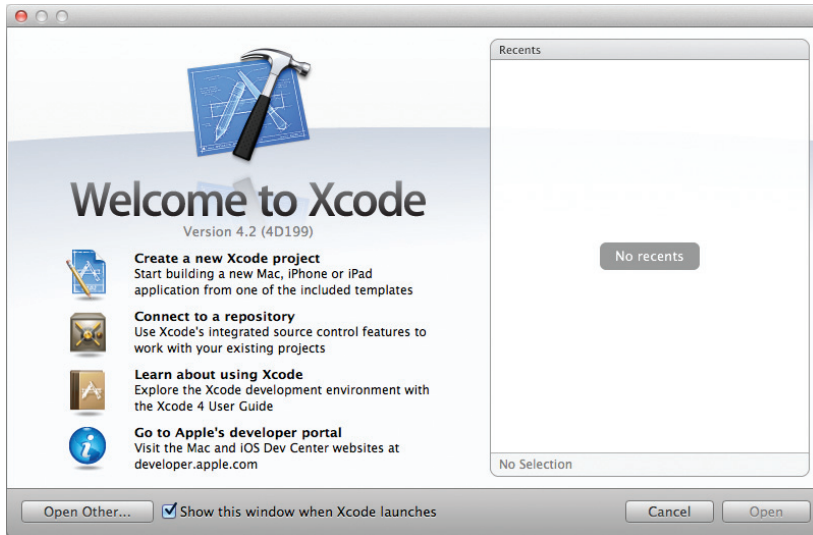 Welcome to Xcode
Version 4.2 (4D199)
Create a new Xcode project
Start building a new Mac, iPhone or iPad
application from one of the included templates
Connect to a repository
Use Xcode's integrated source control features to
work with your existing projects
Learn about using Xcode
Explore the Xcode development environment with
the Xcode 4 User Guide
Go to Apple's developer portal
Visit the Mac and iOS Dev Center websites at
developer.apple.com
Recents
No recents
No Selection
Open Other...
Show this window when Xcode launches
Cancel
Open